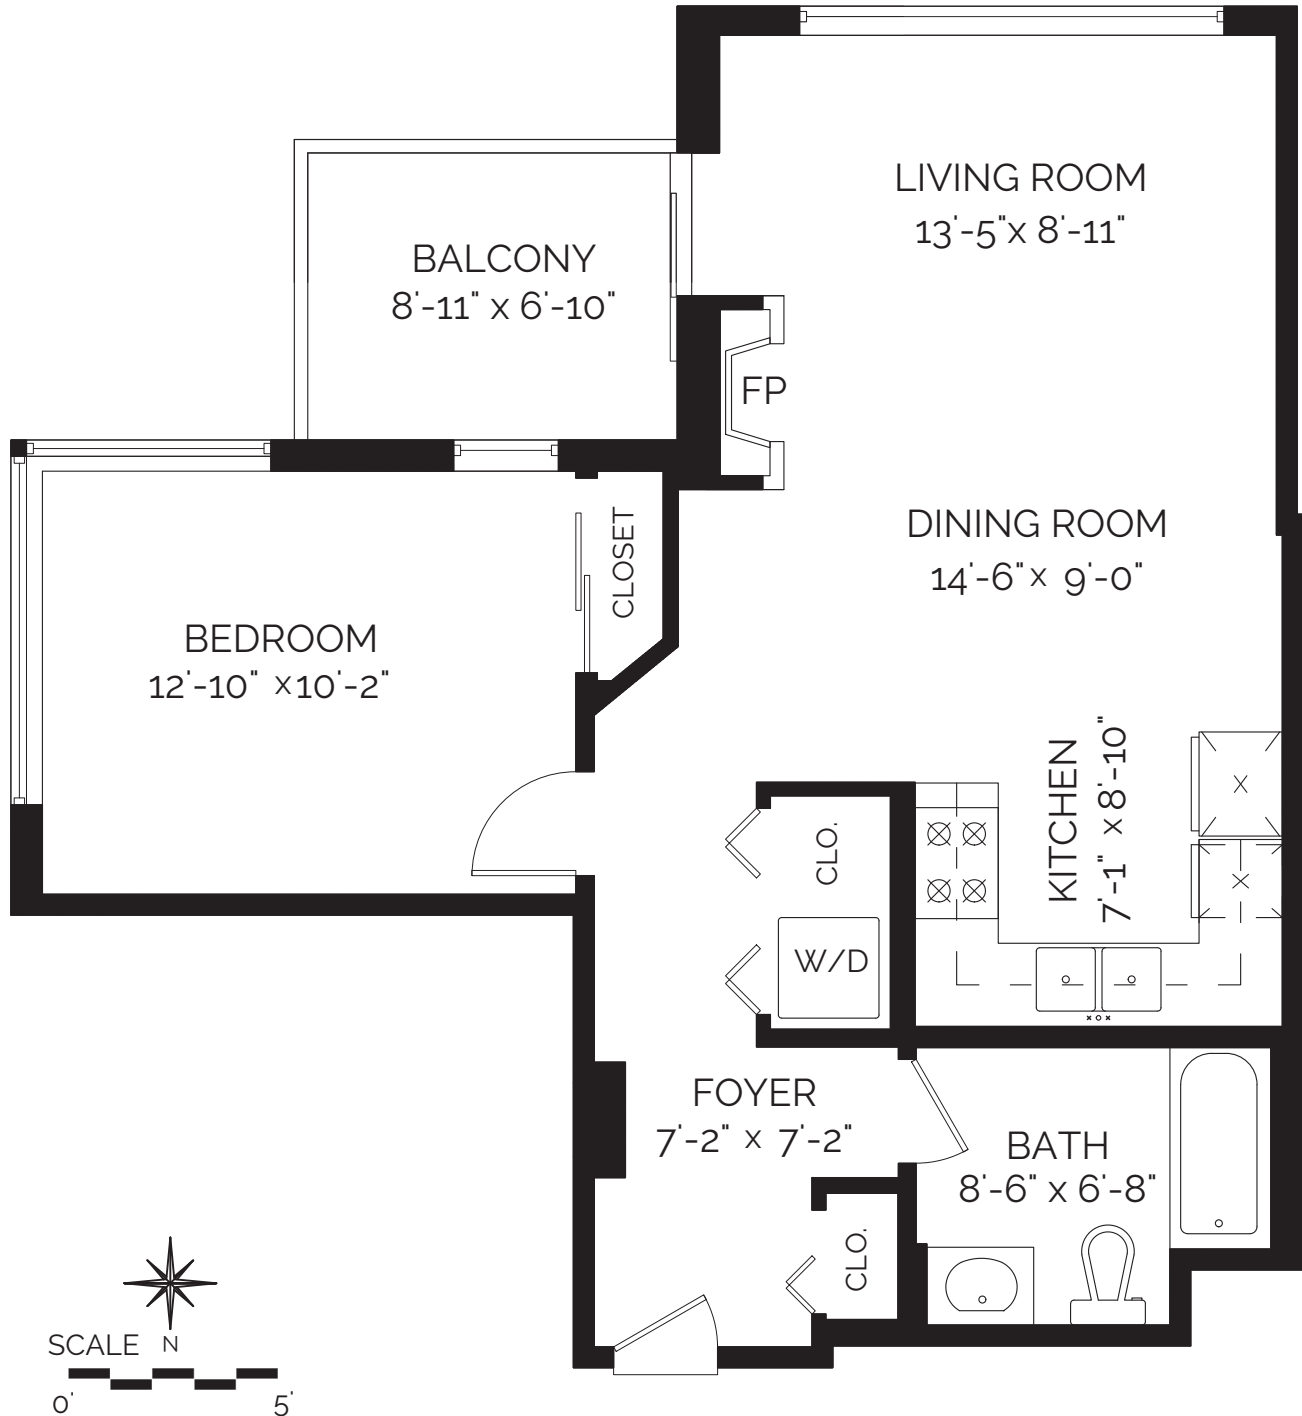 LIVING ROOM
13'-5"x 8'-11"
BALCONY
8'-11" x 6'-10"
FP
DINING ROOM
14'-6" x 9'-0"
CLOSET
BEDROOM
12'-10" x10'-2"
KITCHEN
7'-1" x 8'-10"
CLO.
W/D
FOYER
7'-2" x 7'-2"
BATH
8'-6" x 6'-8"
CLO.
SCALE N
0' 5'